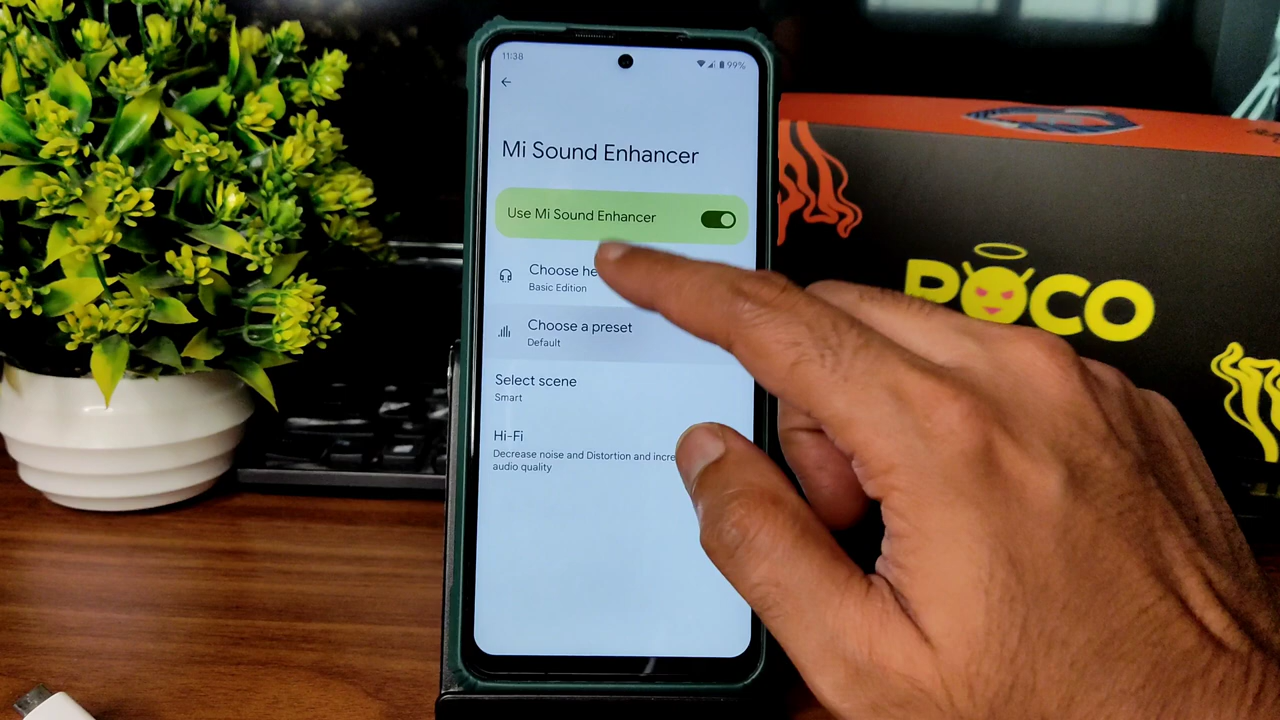 11:38
99%
Mi Sound Enhancer
Use Mi Sound Enhancer
Choose he
Basic Edition
Choose a preset
Default
Select scene
Smart
Hi-Fi
Decrease noise and Distortion and incre
audio quality
POCO